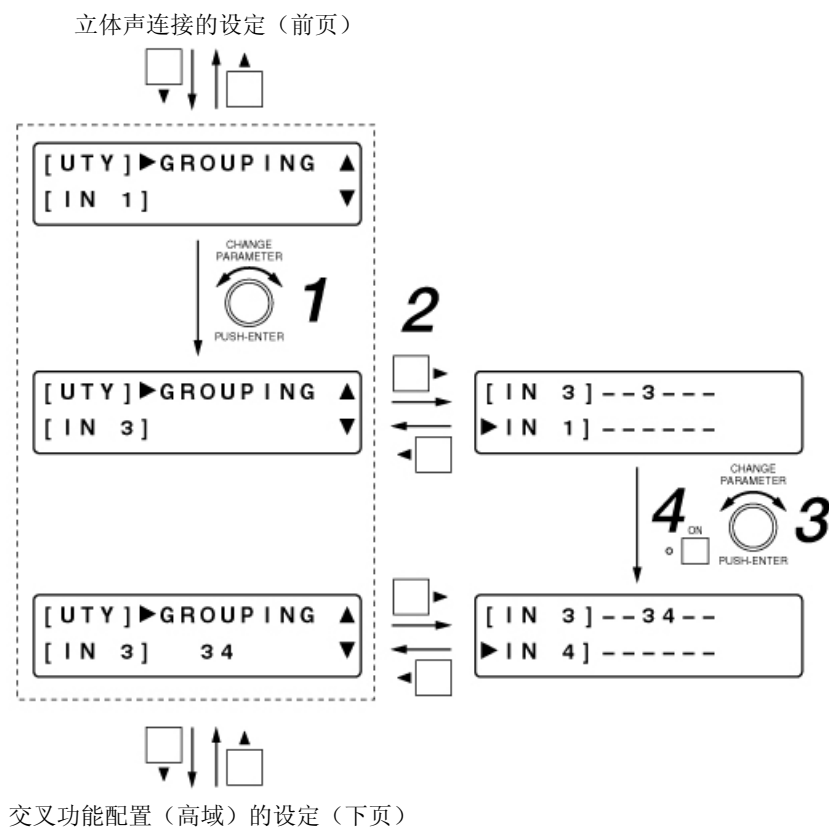 立体声连接的设定（前页）
[UTY]▶GROUPING ▲
[IN 1] ▼
CHANGE
PARAMETER
PUSH-ENTER
1
2
[UTY]▶GROUPING ▲
[IN 3] ▼
[IN 3]--3---
▶IN 1]------
CHANGE
PARAMETER
PUSH-ENTER
4
ON
3
[UTY]▶GROUPING ▲
[IN 3] 34 ▼
[IN 3]--34--
▶IN 4]------
交叉功能配置（高域）的设定（下页）